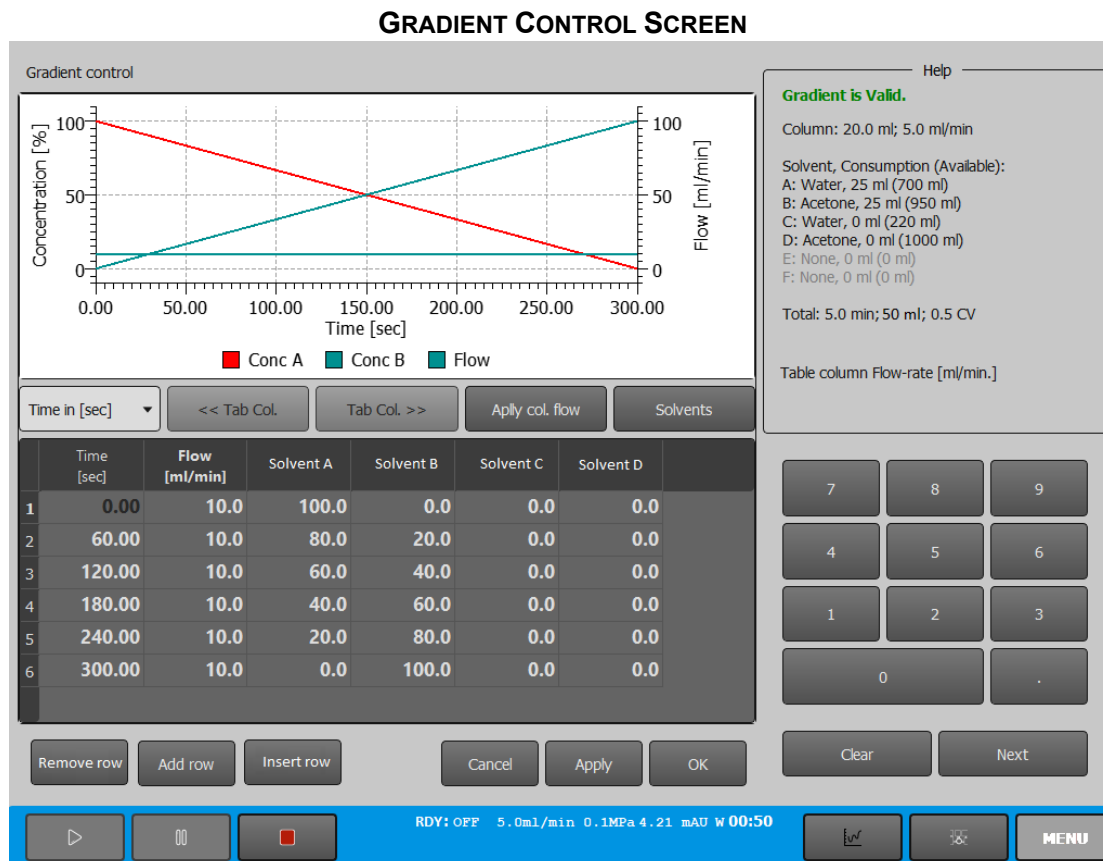 GRADIENT CONTROL SCREEN
Gradient control
Concentration [%]
100
50
0
100
50
0
Flow [ml/min]
0.00 50.00 100.00 150.00 200.00 250.00 300.00
Time [sec]
Conc A Conc B Flow
Help
Gradient is Valid.
Column: 20.0 ml; 5.0 ml/min
Solvent, Consumption (Available):
A: Water, 25 ml (700 ml)
B: Acetone, 25 ml (950 ml)
C: Water, 0 ml (220 ml)
D: Acetone, 0 ml (1000 ml)
E: None, 0 ml (0 ml)
F: None, 0 ml (0 ml)
Total: 5.0 min; 50 ml; 0.5 CV
Table column Flow-rate [ml/min.]
Time in [sec] << Tab Col. Tab Col. >> Aplly col. flow Solvents
Time [sec] Flow [ml/min] Solvent A Solvent B Solvent C Solvent D
1 0.00 10.0 100.0 0.0 0.0 0.0
2 60.00 10.0 80.0 20.0 0.0 0.0
3 120.00 10.0 60.0 40.0 0.0 0.0
4 180.00 10.0 40.0 60.0 0.0 0.0
5 240.00 10.0 20.0 80.0 0.0 0.0
6 300.00 10.0 0.0 100.0 0.0 0.0
7 8 9
4 5 6
1 2 3
0 .
Clear Next
Remove row Add row Insert row Cancel Apply OK
RDY: OFF 5.0ml/min 0.1MPa 4.21 mAU W 00:50
MENU